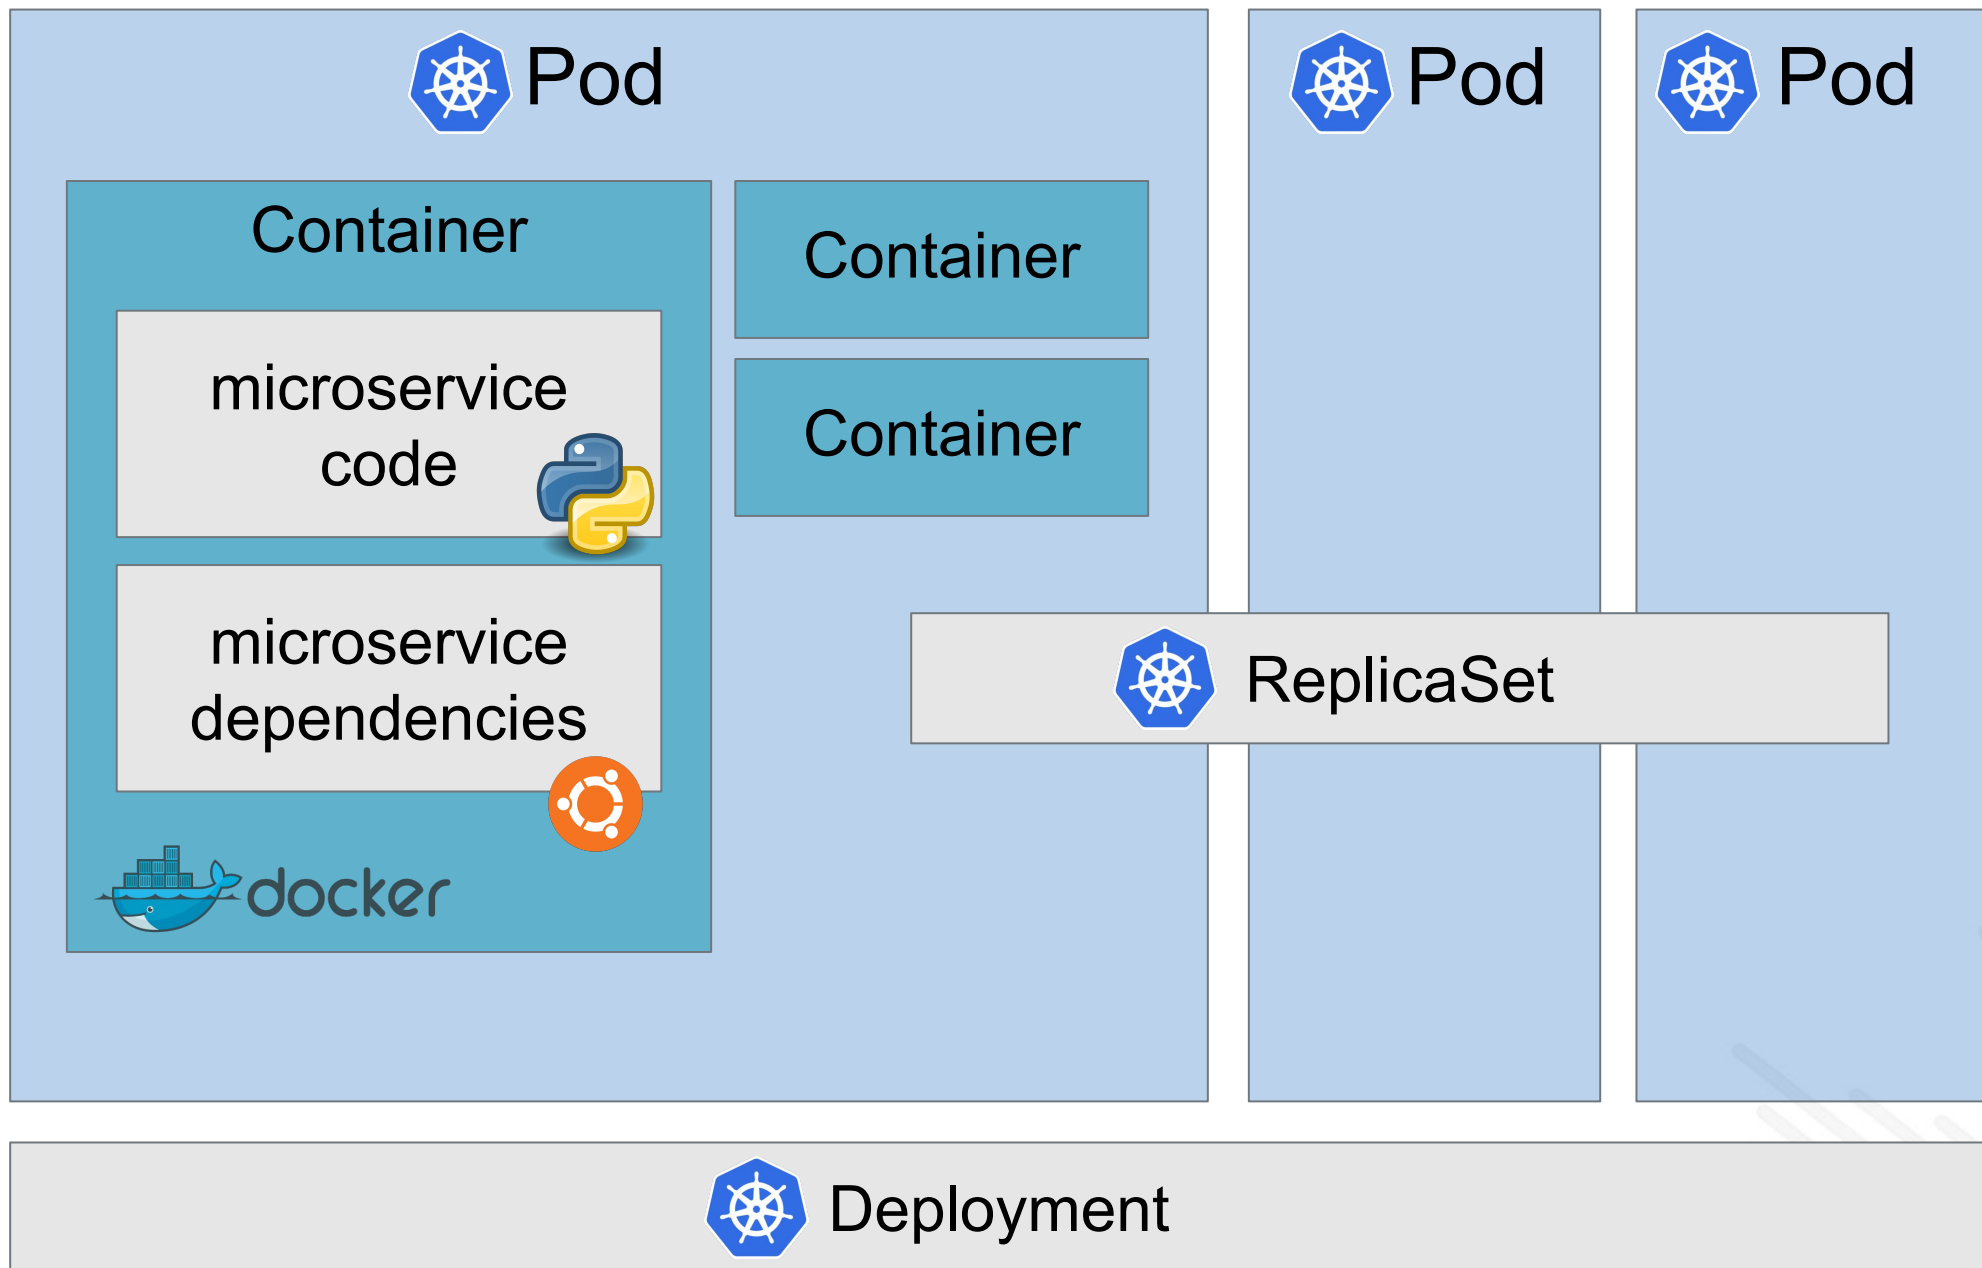 Pod
Pod
Pod
Container
microservice
code
microservice
dependencies
docker
Container
Container
ReplicaSet
Deployment